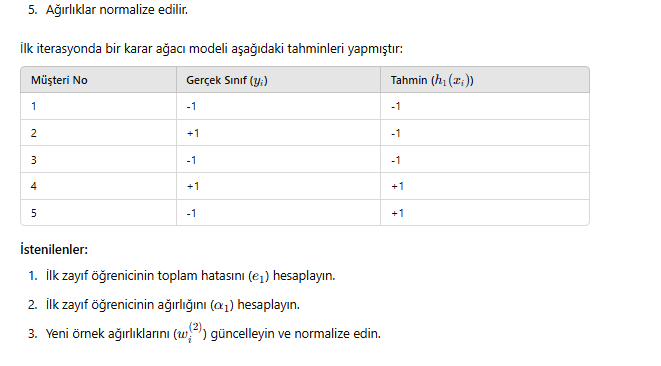 5. Ağırlıklar normalize edilir.
İlk iterasyonda bir karar ağacı modeli aşağıdaki tahminleri yapmıştır:
Müşteri No Gerçek Sınıf (yᵢ) Tahmin (h₁(xᵢ))
1 -1 -1
2 +1 -1
3 -1 -1
4 +1 +1
5 -1 +1
İstenilenler:
1. İlk zayıf öğrenicinin toplam hatasını (e₁) hesaplayın.
2. İlk zayıf öğrenicinin ağırlığını (α₁) hesaplayın.
3. Yeni örnek ağırlıklarını (wᵢ⁽²⁾) güncelleyin ve normalize edin.